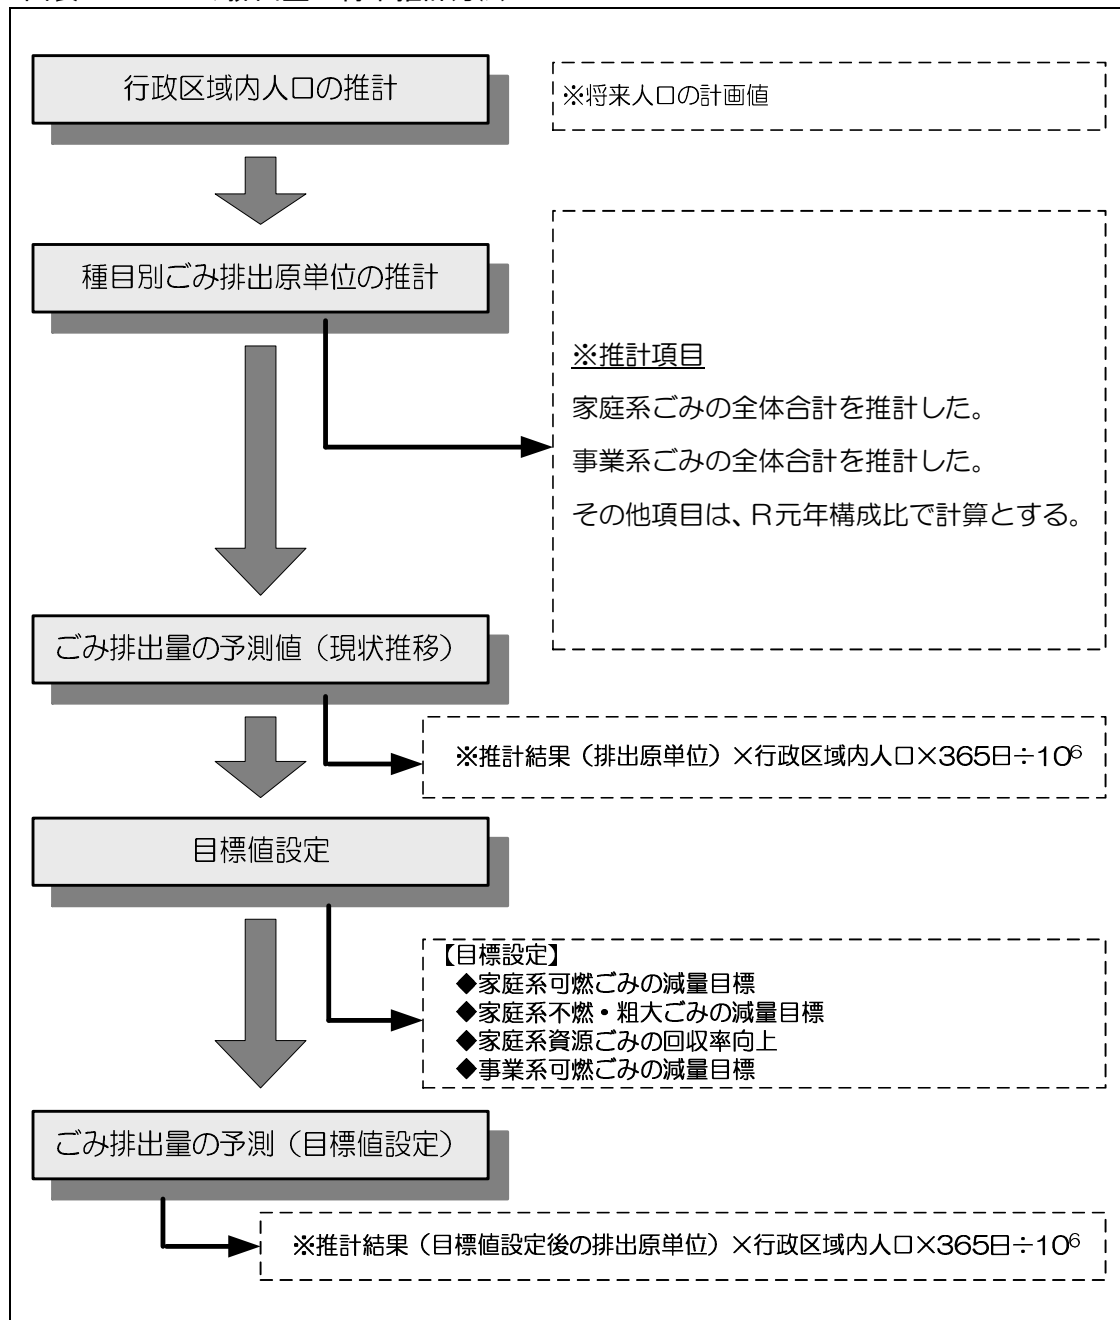 行政区域内人口の推計
※将来人口の計画値
種目別ごみ排出原単位の推計
※推計項目
家庭系ごみの全体合計を推計した。
事業系ごみの全体合計を推計した。
その他項目は、R元年構成比で計算とする。
ごみ排出量の予測値（現状推移）
※推計結果（排出原単位）×行政区域内人口×365日÷10⁶
目標値設定
【目標設定】
◆家庭系可燃ごみの減量目標
◆家庭系不燃・粗大ごみの減量目標
◆家庭系資源ごみの回収率向上
◆事業系可燃ごみの減量目標
ごみ排出量の予測（目標値設定）
※推計結果（目標値設定後の排出原単位）×行政区域内人口×365日÷10⁶